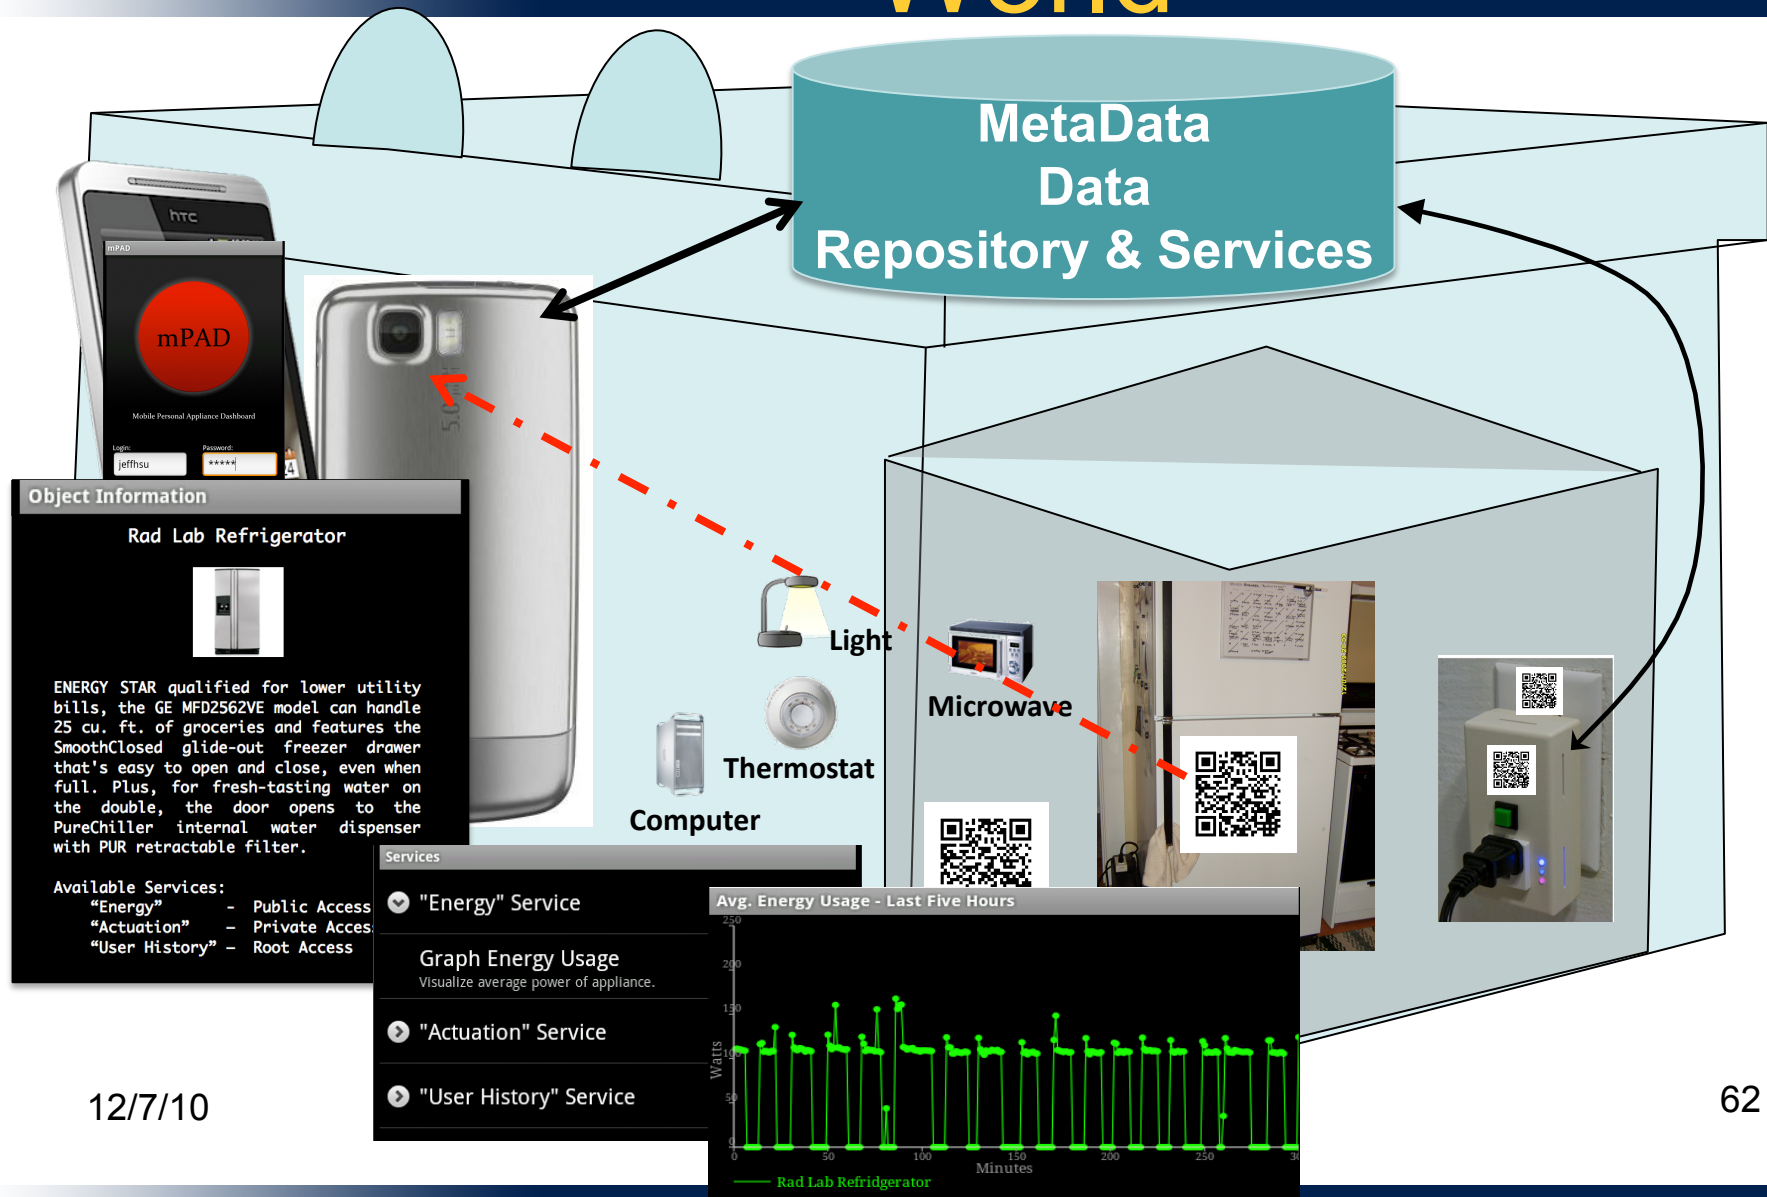 World
MetaData
Data
Repository & Services
hTC
mPAD
mPAD
Mobile Personal Appliance Dashboard
Login:
Password:
jeffhsu
*****
24
5.0
Object Information
Rad Lab Refrigerator
ENERGY STAR qualified for lower utility
bills, the GE MFD2562VE model can handle
25 cu. ft. of groceries and features the
SmoothClosed glide-out freezer drawer
that's easy to open and close, even when
full. Plus, for fresh-tasting water on
the double, the door opens to the
PureChiller internal water dispenser
with PUR retractable filter.
Available Services:
“Energy” – Public Access
“Actuation” – Private Access
“User History” – Root Access
Light
Microwave
Thermostat
Computer
Services
"Energy" Service
Graph Energy Usage
Visualize average power of appliance.
"Actuation" Service
"User History" Service
Avg. Energy Usage - Last Five Hours
250
200
150
100
50
0
Watts
0 50 100 150 200 250 30
Minutes
Rad Lab Refridgerator
12/7/10
62